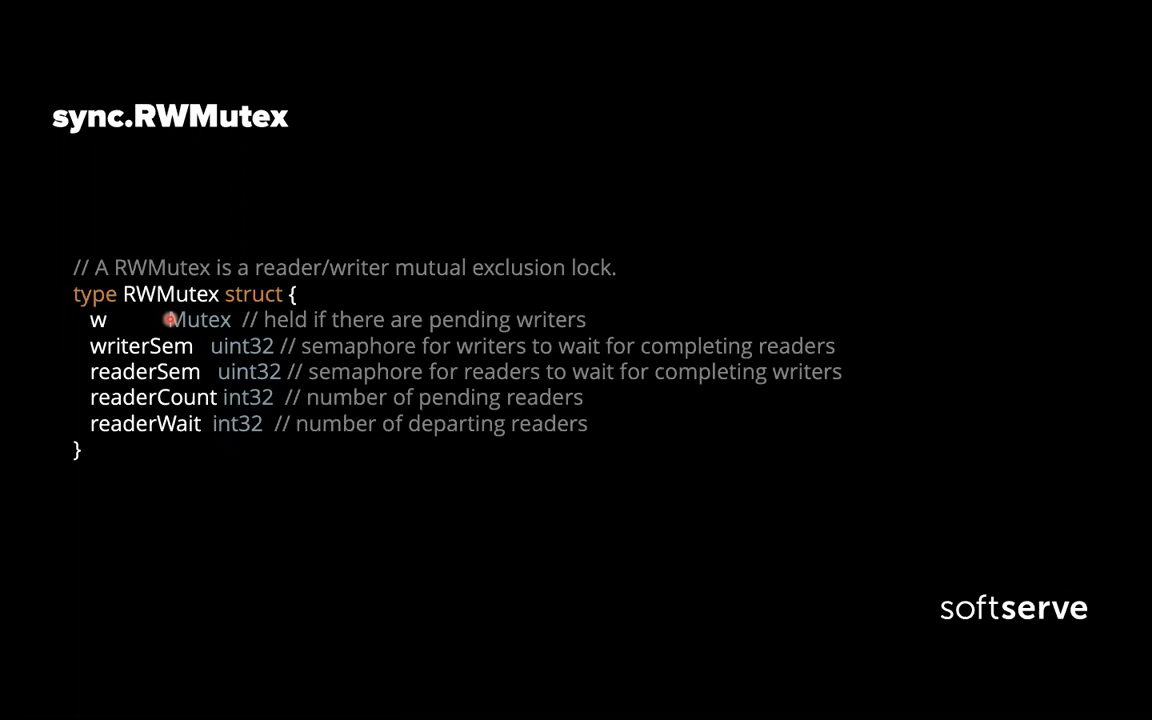 sync.RWMutex
// A RWMutex is a reader/writer mutual exclusion lock.
type RWMutex struct {
w Mutex // held if there are pending writers
writerSem uint32 // semaphore for writers to wait for completing readers
readerSem uint32 // semaphore for readers to wait for completing writers
readerCount int32 // number of pending readers
readerWait int32 // number of departing readers
}
softserve